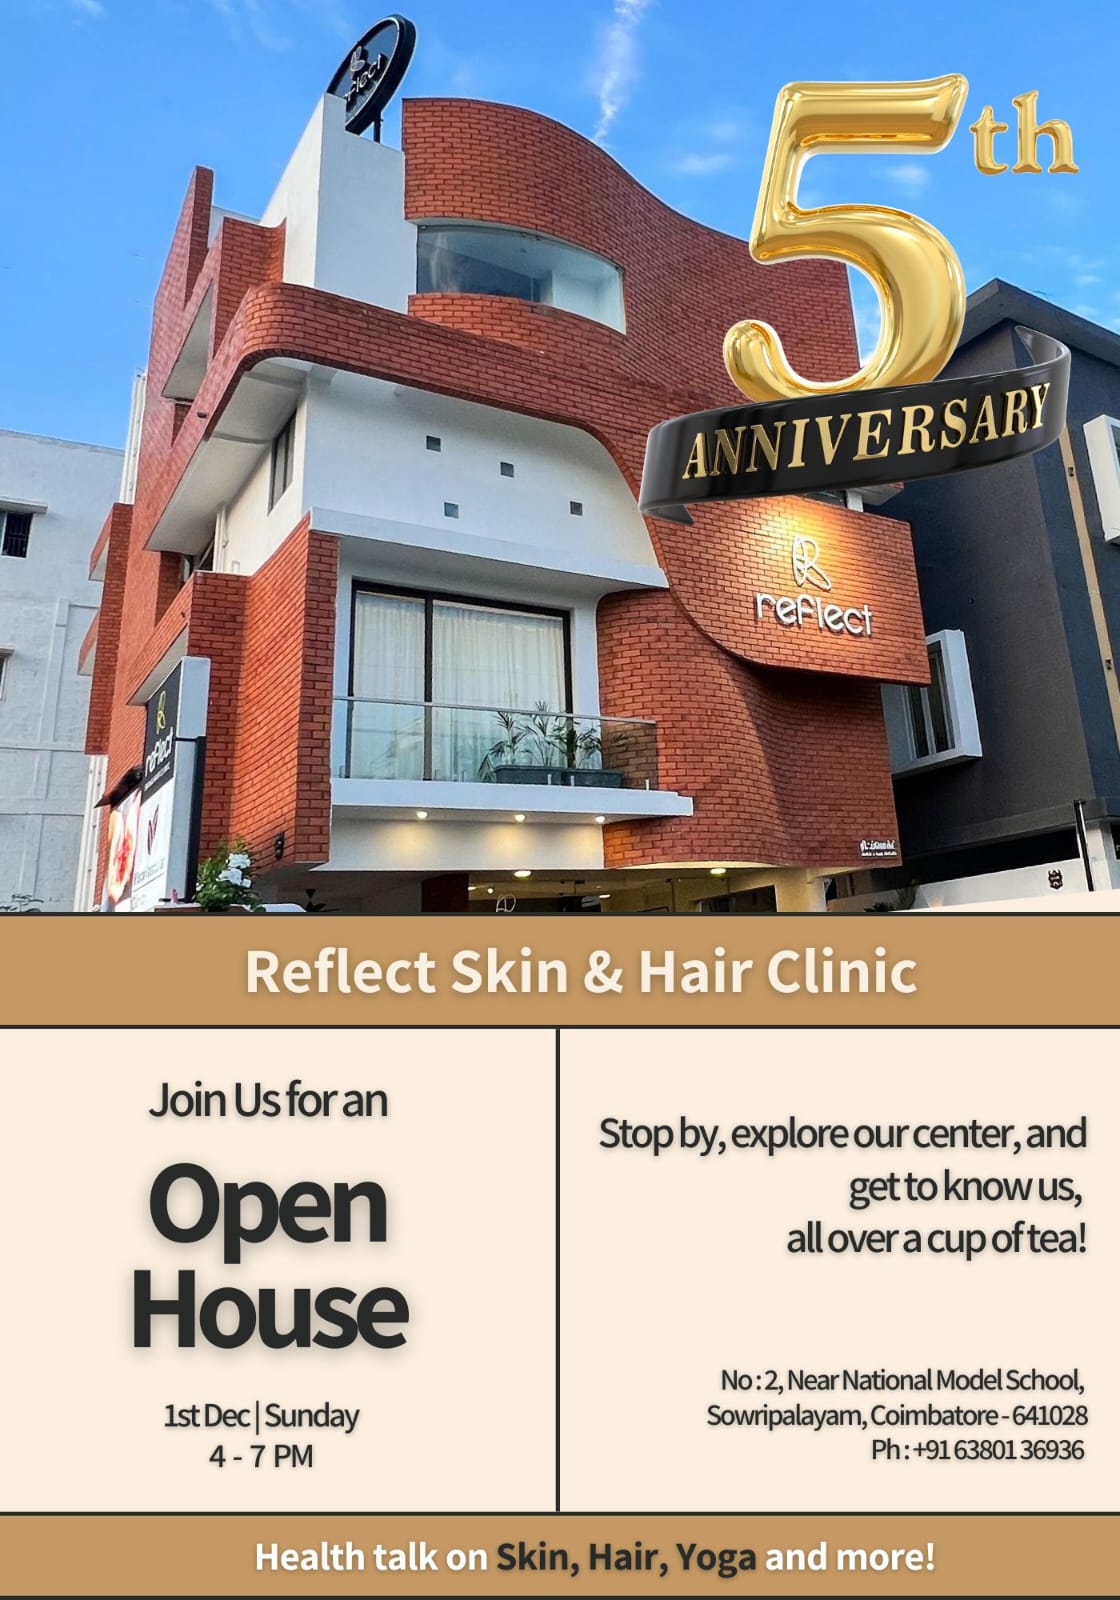 reflect
5th
ANNIVERSARY
reflect
reflect
Reflect Skin & Hair Clinic
Join Us for an
Open
House
1st Dec | Sunday
4 - 7 PM
Stop by, explore our center, and
get to know us,
all over a cup of tea!
No : 2, Near National Model School,
Sowripalayam, Coimbatore - 641028
Ph : +91 63801 36936
Health talk on Skin, Hair, Yoga and more!